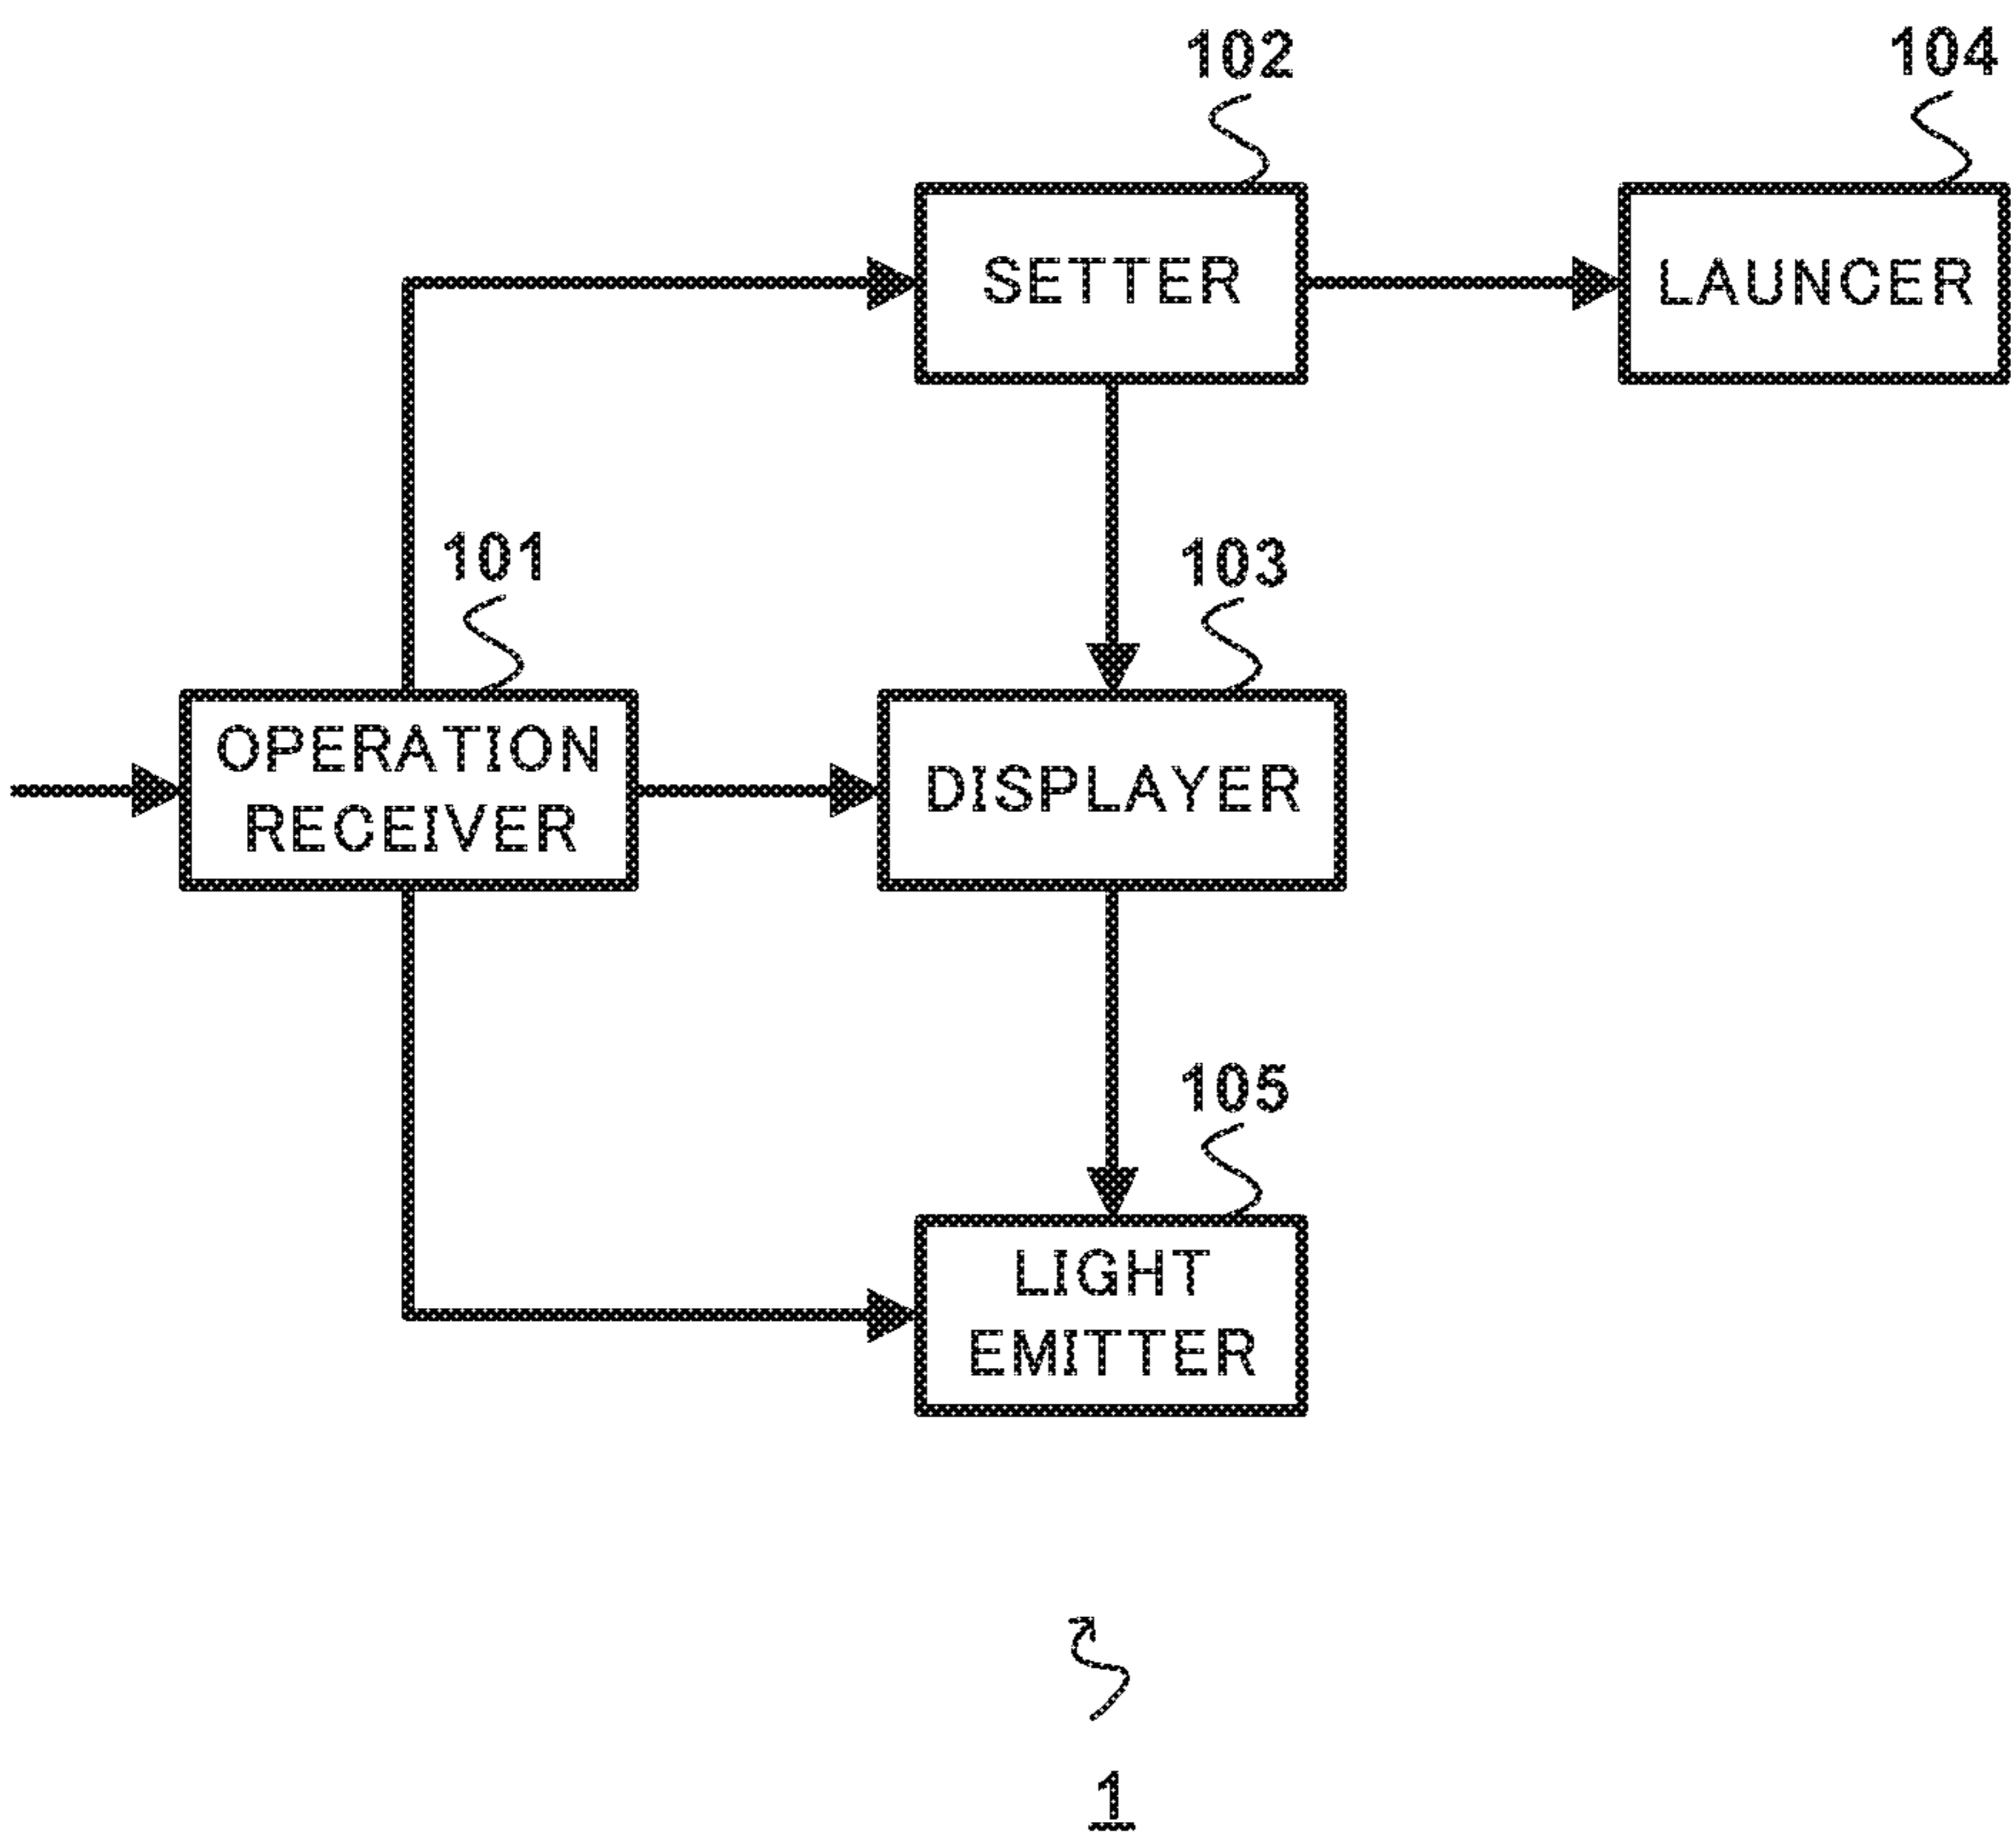 102
104
SETTER
LAUNCER
101
103
OPERATION
RECEIVER
DISPLAYER
105
LIGHT
EMITTER
1